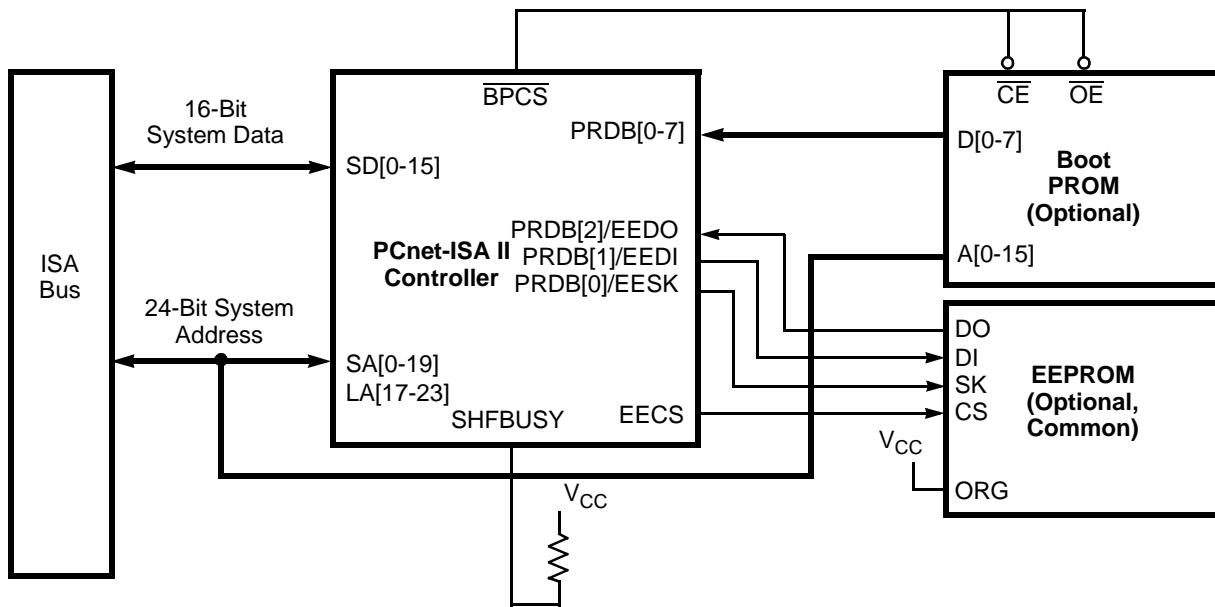 ISA
Bus
16-Bit
System Data
24-Bit System
Address
BPCS
PRDB[0-7]
SD[0-15]
PRDB[2]/EEDO
PRDB[1]/EEDI
PRDB[0]/EESK
PCnet-ISA II
Controller
SA[0-19]
LA[17-23]
SHFBUSY
EECS
VCC
CE
OE
D[0-7]
Boot
PROM
(Optional)
A[0-15]
DO
DI
SK
CS
EEPROM
(Optional,
Common)
VCC
ORG